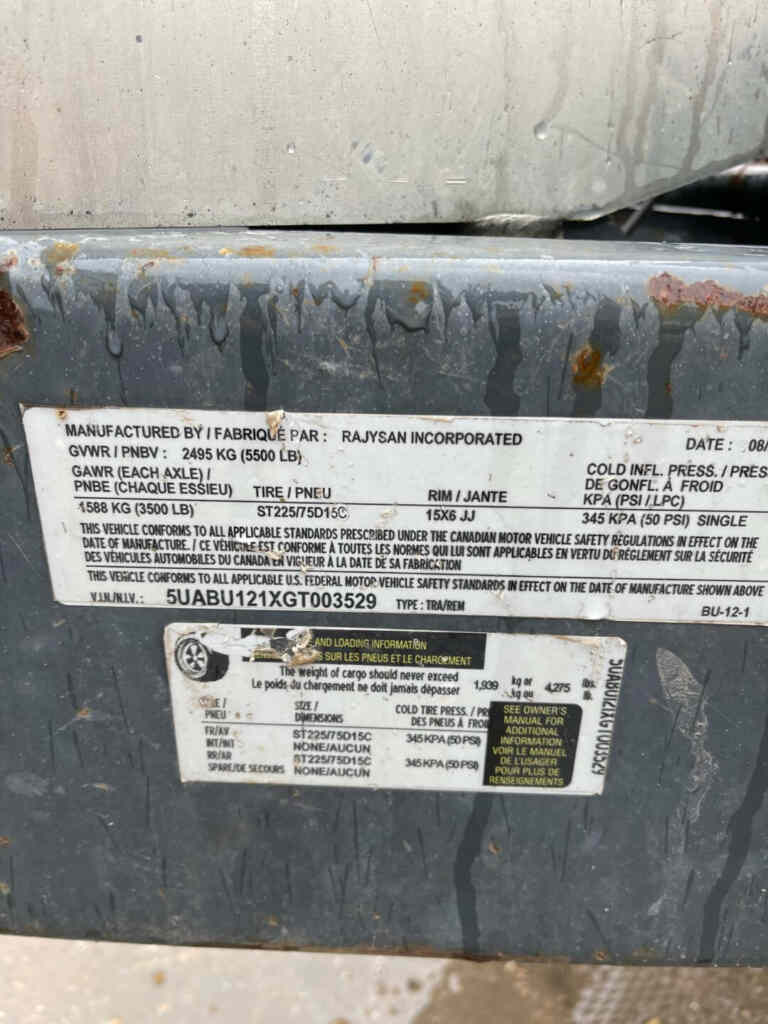 MANUFACTURED BY / FABRIQUE PAR : RAJYSAN INCORPORATED DATE : 08/
GVWR / PNBV : 2495 KG (5500 LB)
GAWR (EACH AXLE) / COLD INFL. PRESS. / PRES
PNBE (CHAQUE ESSIEU) TIRE / PNEU RIM / JANTE DE GONFL. À FROID
KPA (PSI / LPC)
1588 KG (3500 LB) ST225/75D15C 15X6 JJ 345 KPA (50 PSI) SINGLE
THIS VEHICLE CONFORMS TO ALL APPLICABLE STANDARDS PRESCRIBED UNDER THE CANADIAN MOTOR VEHICLE SAFETY REGULATIONS IN EFFECT ON THE
DATE OF MANUFACTURE. / CE VÉHICULE EST CONFORME À TOUTES LES NORMES QUI LUI SONT APPLICABLES EN VERTU DU RÈGLEMENT SUR LA SÉCURITÉ
DES VÉHICULES AUTOMOBILES DU CANADA EN VIGUEUR À LA DATE DE SA FABRICATION
THIS VEHICLE CONFORMS TO ALL APPLICABLE U.S. FEDERAL MOTOR VEHICLE SAFETY STANDARDS IN EFFECT ON THE DATE OF MANUFACTURE SHOWN ABOVE
V.I.N./N.I.V. : 5UABU121XGT003529 TYPE : TRA/REM BU-12-1
AND LOADING INFORMATION
SUR LES PNEUS ET LE CHARGEMENT
The weight of cargo should never exceed 1,939 kg or 4,275 lbs.
Le poids du chargement ne doit jamais dépasser kg ou lb.
SIZE / COLD TIRE PRESS. / PRE
PNEU DIMENSIONS DES PNEUS À FROI
FR/AV ST225/75D15C 345 KPA (50 PSI)
INT/INT NONE/AUCUN
RR/AR ST225/75D15C 345 KPA (50 PSI)
SPARE/DE SECOURS NONE/AUCUN
SEE OWNER'S
MANUAL FOR
ADDITIONAL
INFORMATION
VOIR LE MANUEL
DE L'USAGER
POUR PLUS DE
RENSEIGNEMENTS
5UABU121XGT003529